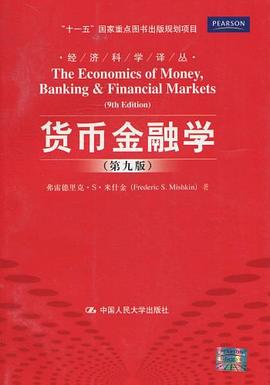 “十一五”国家重点图书出版规划项目
PEARSON
·经/济/科/学/译/丛·
The Economics of Money,
Banking & Financial Markets
(9th Edition)
货币金融学
(第九版)
弗雷德里克·S·米什金(Frederic S. Mishkin) 著
中国人民大学出版社